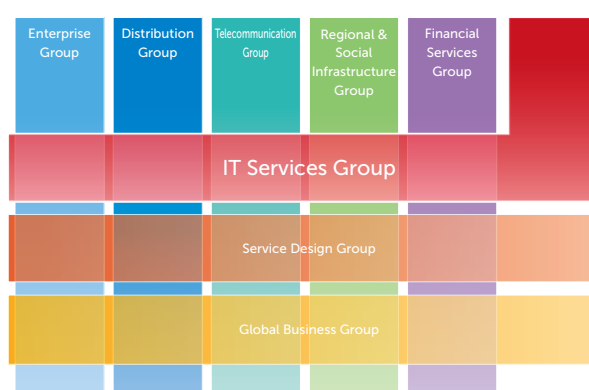 Enterprise
Group
Distribution
Group
Telecommunication
Group
Regional &
Social
Infrastructure
Group
Financial
Services
Group
IT Services Group
Service Design Group
Global Business Group